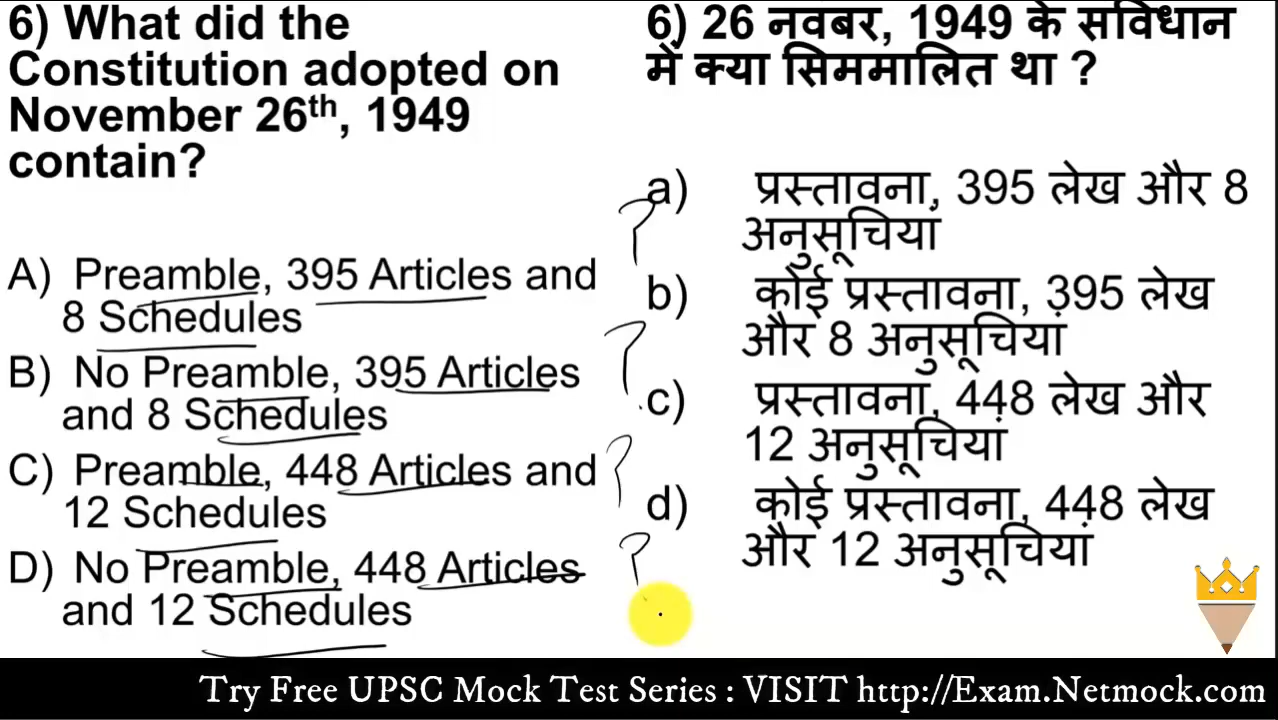 6) What did the
Constitution adopted on
November 26th, 1949
contain?
A) Preamble, 395 Articles and
8 Schedules
B) No Preamble, 395 Articles
and 8 Schedules
C) Preamble, 448 Articles and
12 Schedules
D) No Preamble, 448 Articles
and 12 Schedules
6) 26 नवबर, 1949 के सविधान
में क्या सिममालित था ?
a) प्रस्तावना, 395 लेख और 8
अनुसूचियां
b) कोई प्रस्तावना, 395 लेख
और 8 अनुसूचियां
c) प्रस्तावना, 448 लेख और
12 अनुसूचियां
d) कोई प्रस्तावना, 448 लेख
और 12 अनुसूचियां
Try Free UPSC Mock Test Series : VISIT http://Exam.Netmock.com